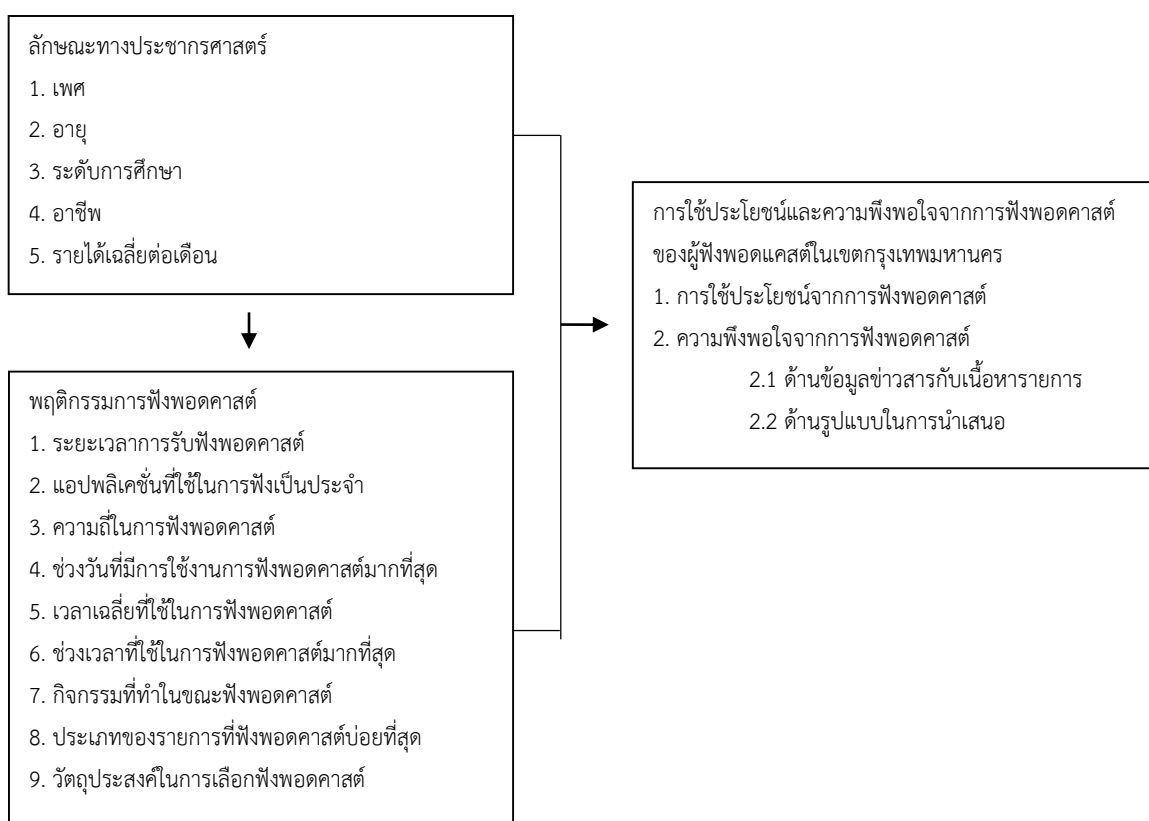 ลักษณะทางประชากรศาสตร์
1. เพศ
2. อายุ
3. ระดับการศึกษา
4. อาชีพ
5. รายได้เฉลี่ยต่อเดือน
พฤติกรรมการฟังพอดคาสต์
1. ระยะเวลาการรับฟังพอดคาสต์
2. แอปพลิเคชั่นที่ใช้ในการฟังเป็นประจำ
3. ความถี่ในการฟังพอดคาสต์
4. ช่วงวันที่มีการใช้งานการฟังพอดคาสต์มากที่สุด
5. เวลาเฉลี่ยที่ใช้ในการฟังพอดคาสต์
6. ช่วงเวลาที่ใช้ในการฟังพอดคาสต์มากที่สุด
7. กิจกรรมที่ทำในขณะฟังพอดคาสต์
8. ประเภทของรายการที่ฟังพอดคาสต์บ่อยที่สุด
9. วัตถุประสงค์ในการเลือกฟังพอดคาสต์
การใช้ประโยชน์และความพึงพอใจจากการฟังพอดคาสต์
ของผู้ฟังพอดแคสต์ในเขตกรุงเทพมหานคร
1. การใช้ประโยชน์จากการฟังพอดคาสต์
2. ความพึงพอใจจากการฟังพอดคาสต์
2.1 ด้านข้อมูลข่าวสารกับเนื้อหารายการ
2.2 ด้านรูปแบบในการนำเสนอ